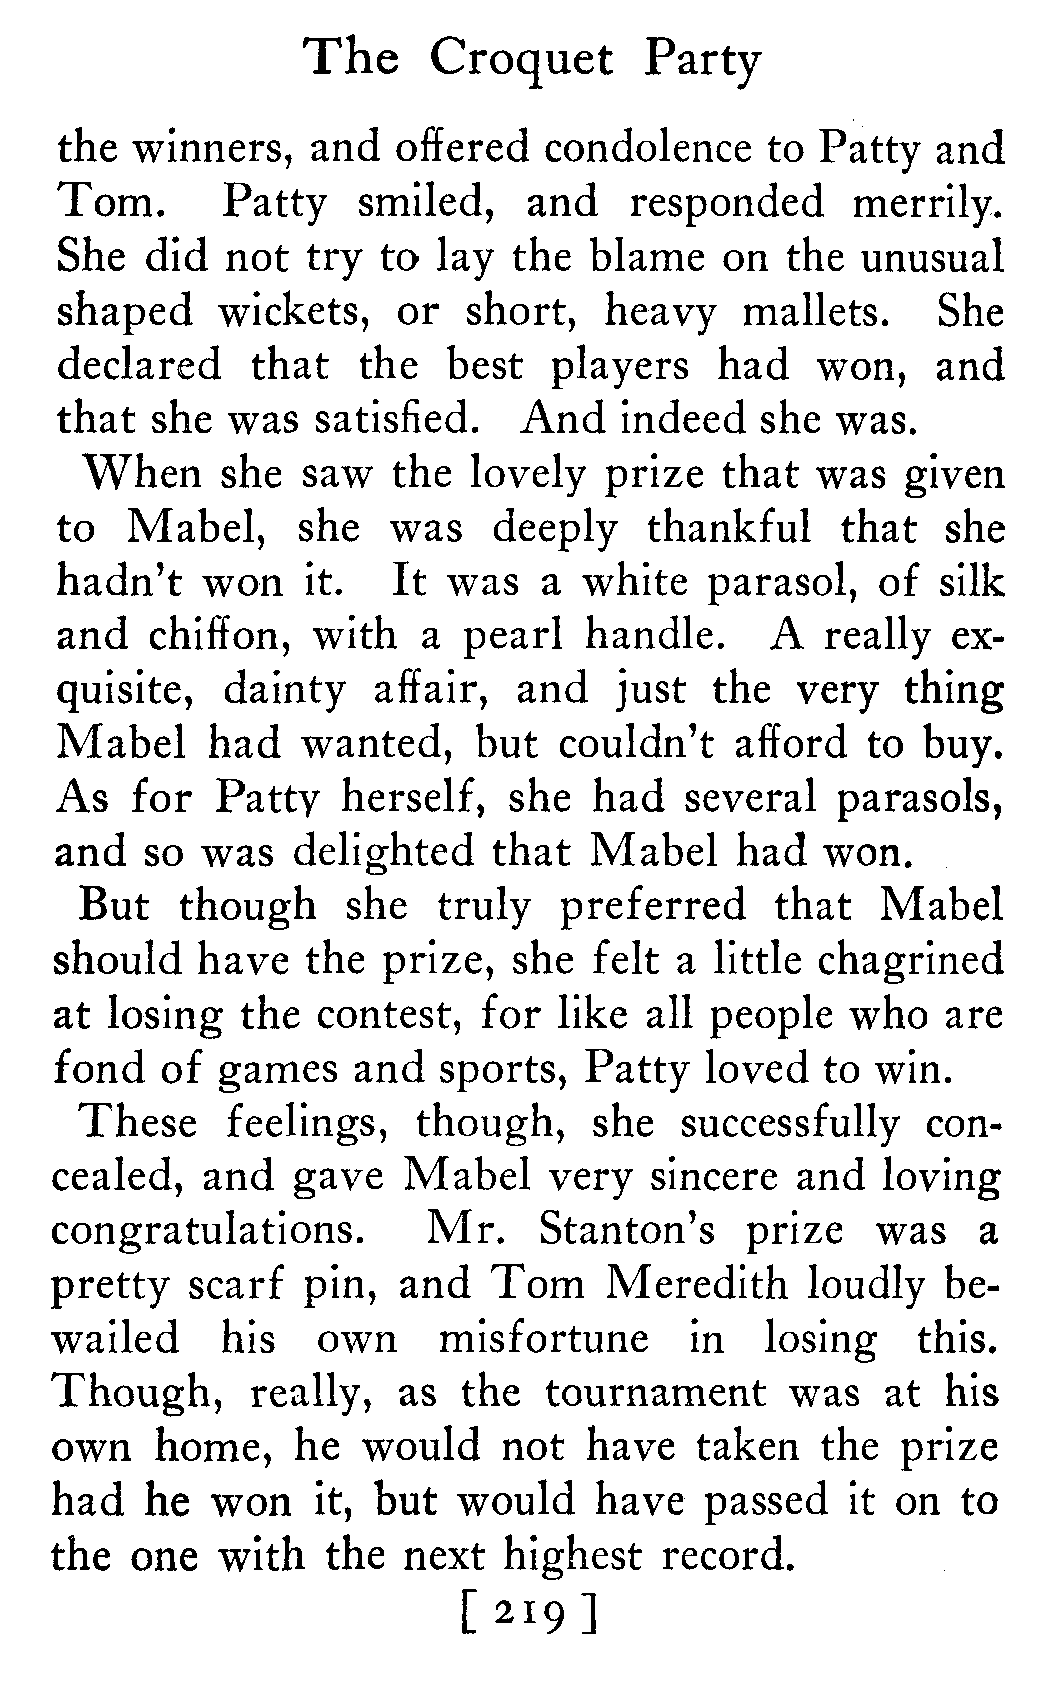 The Croquet Party
the winners, and offered condolence to Patty and
Tom. Patty smiled, and responded merrily.
She did not try to lay the blame on the unusual
shaped wickets, or short, heavy mallets. She
declared that the best players had won, and
that she was satisfied. And indeed she was.
When she saw the lovely prize that was given
to Mabel, she was deeply thankful that she
hadn't won it. It was a white parasol, of silk
and chiffon, with a pearl handle. A really ex-
quisite, dainty affair, and just the very thing
Mabel had wanted, but couldn't afford to buy.
As for Patty herself, she had several parasols,
and so was delighted that Mabel had won.
But though she truly preferred that Mabel
should have the prize, she felt a little chagrined
at losing the contest, for like all people who are
fond of games and sports, Patty loved to win.
These feelings, though, she successfully con-
cealed, and gave Mabel very sincere and loving
congratulations. Mr. Stanton's prize was a
pretty scarf pin, and Tom Meredith loudly be-
wailed his own misfortune in losing this.
Though, really, as the tournament was at his
own home, he would not have taken the prize
had he won it, but would have passed it on to
the one with the next highest record.
[ 219 ]